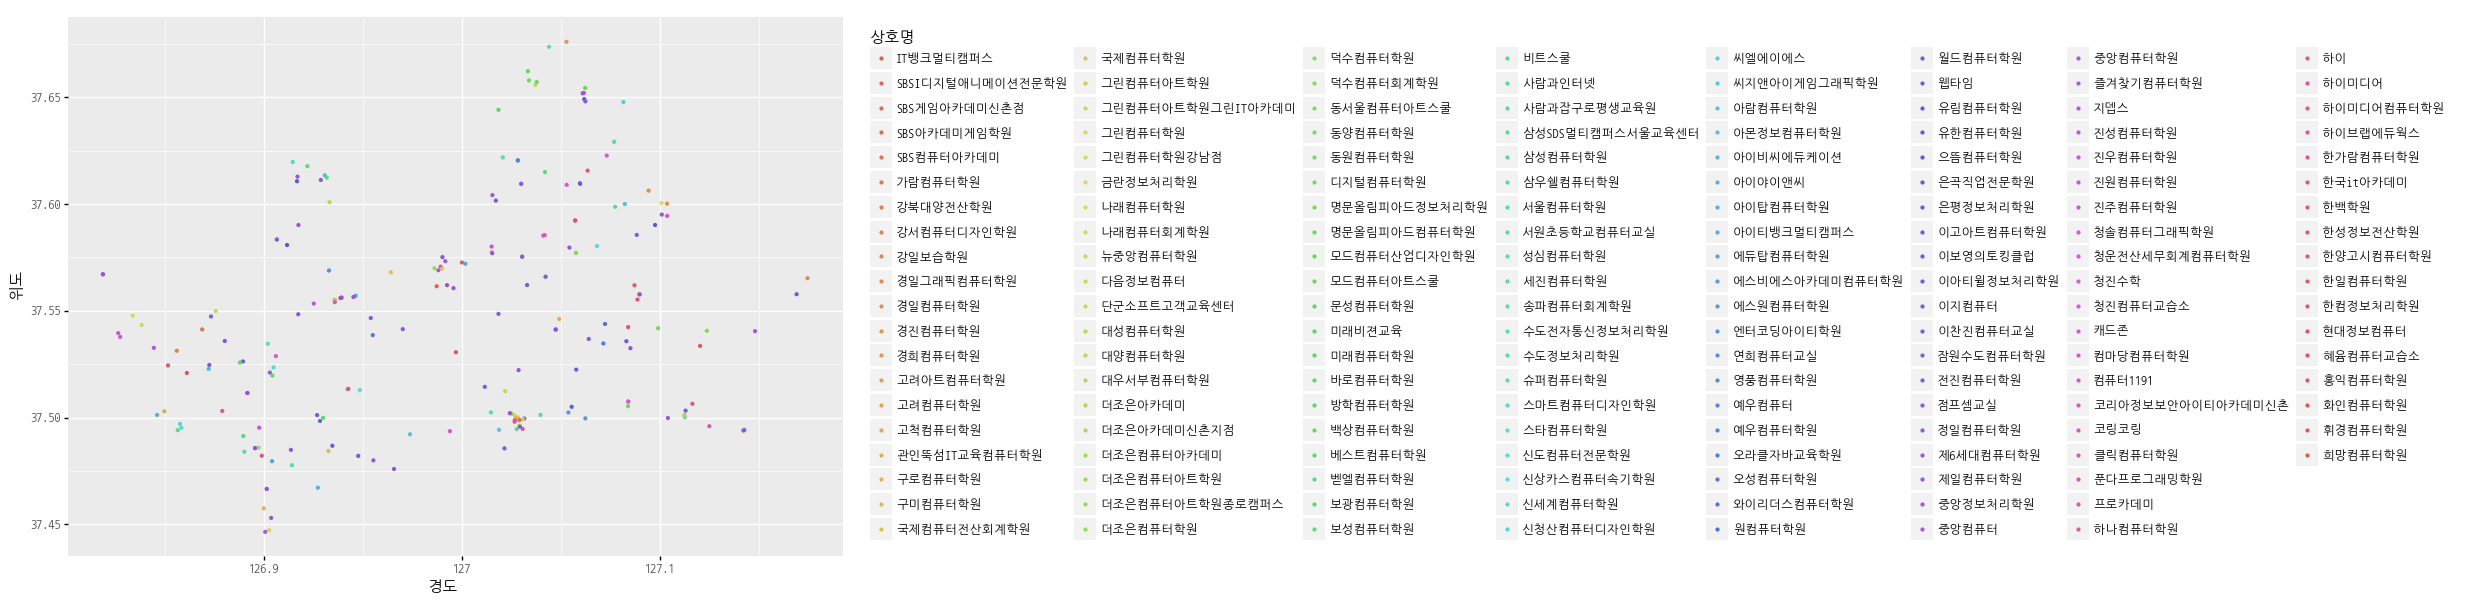 37.65
37.60
37.55
37.50
37.45
위도
126.9
127
127.1
경도
상호명
IT뱅크멀티캠퍼스
SBSI디지털애니메이션전문학원
SBS게임아카데미신촌점
SBS아카데미게임학원
SBS컴퓨터아카데미
가람컴퓨터학원
강북대양전산학원
강서컴퓨터디자인학원
강일보습학원
경일그래픽컴퓨터학원
경일컴퓨터학원
경진컴퓨터학원
경희컴퓨터학원
고려아트컴퓨터학원
고려컴퓨터학원
고척컴퓨터학원
관인뚝섬IT교육컴퓨터학원
구로컴퓨터학원
구미컴퓨터학원
국제컴퓨터전산회계학원
국제컴퓨터학원
그린컴퓨터아트학원
그린컴퓨터아트학원그린IT아카데미
그린컴퓨터학원
그린컴퓨터학원강남점
금란정보처리학원
나래컴퓨터학원
나래컴퓨터회계학원
뉴중앙컴퓨터학원
다음정보컴퓨터
단군소프트고객교육센터
대성컴퓨터학원
대양컴퓨터학원
대우서부컴퓨터학원
더조은아카데미
더조은아카데미신촌지점
더조은컴퓨터아카데미
더조은컴퓨터아트학원
더조은컴퓨터아트학원종로캠퍼스
더조은컴퓨터학원
덕수컴퓨터학원
덕수컴퓨터회계학원
동서울컴퓨터아트스쿨
동양컴퓨터학원
동원컴퓨터학원
디지털컴퓨터학원
명문올림피아드정보처리학원
명문올림피아드컴퓨터학원
모드컴퓨터산업디자인학원
모드컴퓨터아트스쿨
문성컴퓨터학원
미래비젼교육
미래컴퓨터학원
바로컴퓨터학원
방학컴퓨터학원
백상컴퓨터학원
베스트컴퓨터학원
벧엘컴퓨터학원
보광컴퓨터학원
보성컴퓨터학원
비트스쿨
사람과인터넷
사람과잡구로평생교육원
삼성SDS멀티캠퍼스서울교육센터
삼성컴퓨터학원
삼우쉘컴퓨터학원
서울컴퓨터학원
서원초등학교컴퓨터교실
성심컴퓨터학원
세진컴퓨터학원
송파컴퓨터회계학원
수도전자통신정보처리학원
수도정보처리학원
슈퍼컴퓨터학원
스마트컴퓨터디자인학원
스타컴퓨터학원
신도컴퓨터전문학원
신상카스컴퓨터속기학원
신세계컴퓨터학원
신청산컴퓨터디자인학원
씨엘에이에스
씨지앤아이게임그래픽학원
아람컴퓨터학원
아몬정보컴퓨터학원
아이비씨에듀케이션
아이야이앤씨
아이탑컴퓨터학원
아이티뱅크멀티캠퍼스
에듀탑컴퓨터학원
에스비에스아카데미컴퓨터학원
에스원컴퓨터학원
엔터코딩아이티학원
연희컴퓨터교실
영풍컴퓨터학원
예우컴퓨터
예우컴퓨터학원
오라클자바교육학원
오성컴퓨터학원
와이리더스컴퓨터학원
원컴퓨터학원
월드컴퓨터학원
웹타임
유림컴퓨터학원
유한컴퓨터학원
으뜸컴퓨터학원
은곡직업전문학원
은평정보처리학원
이고아트컴퓨터학원
이보영의토킹클럽
이아티윌정보처리학원
이지컴퓨터
이찬진컴퓨터교실
잠원수도컴퓨터학원
전진컴퓨터학원
점프셈교실
정일컴퓨터학원
제6세대컴퓨터학원
제일컴퓨터학원
중앙정보처리학원
중앙컴퓨터
중앙컴퓨터학원
즐겨찾기컴퓨터학원
지뎁스
진성컴퓨터학원
진우컴퓨터학원
진원컴퓨터학원
진주컴퓨터학원
청솔컴퓨터그래픽학원
청운전산세무회계컴퓨터학원
청진수학
청진컴퓨터교습소
캐드존
컴마당컴퓨터학원
컴퓨터1191
코리아정보보안아이티아카데미신촌
코링코링
클릭컴퓨터학원
푼다프로그래밍학원
프로카데미
하나컴퓨터학원
하이
하이미디어
하이미디어컴퓨터학원
하이브랩에듀웍스
한가람컴퓨터학원
한국it아카데미
한백학원
한성정보전산학원
한양고시컴퓨터학원
한일컴퓨터학원
한컴정보처리학원
현대정보컴퓨터
혜윰컴퓨터교습소
홍익컴퓨터학원
화인컴퓨터학원
휘경컴퓨터학원
희망컴퓨터학원